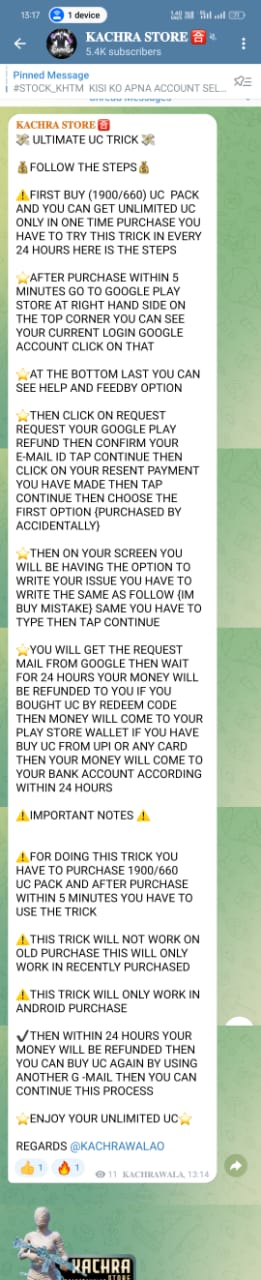 13:17
1 device
KACHRA STORE
5.4K subscribers
Pinned Message
#STOCK_KHTM KISI KO APNA ACCOUNT SEL...
Unread Messages
KACHRA STORE
💸 ULTIMATE UC TRICK 💸
💰FOLLOW THE STEPS💰
⚠️FIRST BUY (1900/660) UC PACK
AND YOU CAN GET UNLIMITED UC
ONLY IN ONE TIME PURCHASE YOU
HAVE TO TRY THIS TRICK IN EVERY
24 HOURS HERE IS THE STEPS
⭐AFTER PURCHASE WITHIN 5
MINUTES GO TO GOOGLE PLAY
STORE AT RIGHT HAND SIDE ON
THE TOP CORNER YOU CAN SEE
YOUR CURRENT LOGIN GOOGLE
ACCOUNT CLICK ON THAT
⭐AT THE BOTTOM LAST YOU CAN
SEE HELP AND FEEDBY OPTION
⭐THEN CLICK ON REQUEST
REQUEST YOUR GOOGLE PLAY
REFUND THEN CONFIRM YOUR
E-MAIL ID TAP CONTINUE THEN
CLICK ON YOUR RESENT PAYMENT
YOU HAVE MADE THEN TAP
CONTINUE THEN CHOOSE THE
FIRST OPTION {PURCHASED BY
ACCIDENTALLY}
⭐THEN ON YOUR SCREEN YOU
WILL BE HAVING THE OPTION TO
WRITE YOUR ISSUE YOU HAVE TO
WRITE THE SAME AS FOLLOW {IM
BUY MISTAKE} SAME YOU HAVE TO
TYPE THEN TAP CONTINUE
⭐YOU WILL GET THE REQUEST
MAIL FROM GOOGLE THEN WAIT
FOR 24 HOURS YOUR MONEY WILL
BE REFUNDED TO YOU IF YOU
BOUGHT UC BY REDEEM CODE
THEN MONEY WILL COME TO YOUR
PLAY STORE WALLET IF YOU HAVE
BUY UC FROM UPI OR ANY CARD
THEN YOUR MONEY WILL COME TO
YOUR BANK ACCOUNT ACCORDING
WITHIN 24 HOURS
⚠️IMPORTANT NOTES ⚠️
⚠️FOR DOING THIS TRICK YOU
HAVE TO PURCHASE 1900/660
UC PACK AND AFTER PURCHASE
WITHIN 5 MINUTES YOU HAVE TO
USE THE TRICK
⚠️THIS TRICK WILL NOT WORK ON
OLD PURCHASE THIS WILL ONLY
WORK IN RECENTLY PURCHASED
⚠️THIS TRICK WILL ONLY WORK IN
ANDROID PURCHASE
✔️THEN WITHIN 24 HOURS YOUR
MONEY WILL BE REFUNDED THEN
YOU CAN BUY UC AGAIN BY USING
ANOTHER G -MAIL THEN YOU CAN
CONTINUE THIS PROCESS
⭐ENJOY YOUR UNLIMITED UC⭐
REGARDS @KACHRAWALAO
👍 1 🔥 1
11 KACHRAWALA, 13:14
KACHRA
STORE